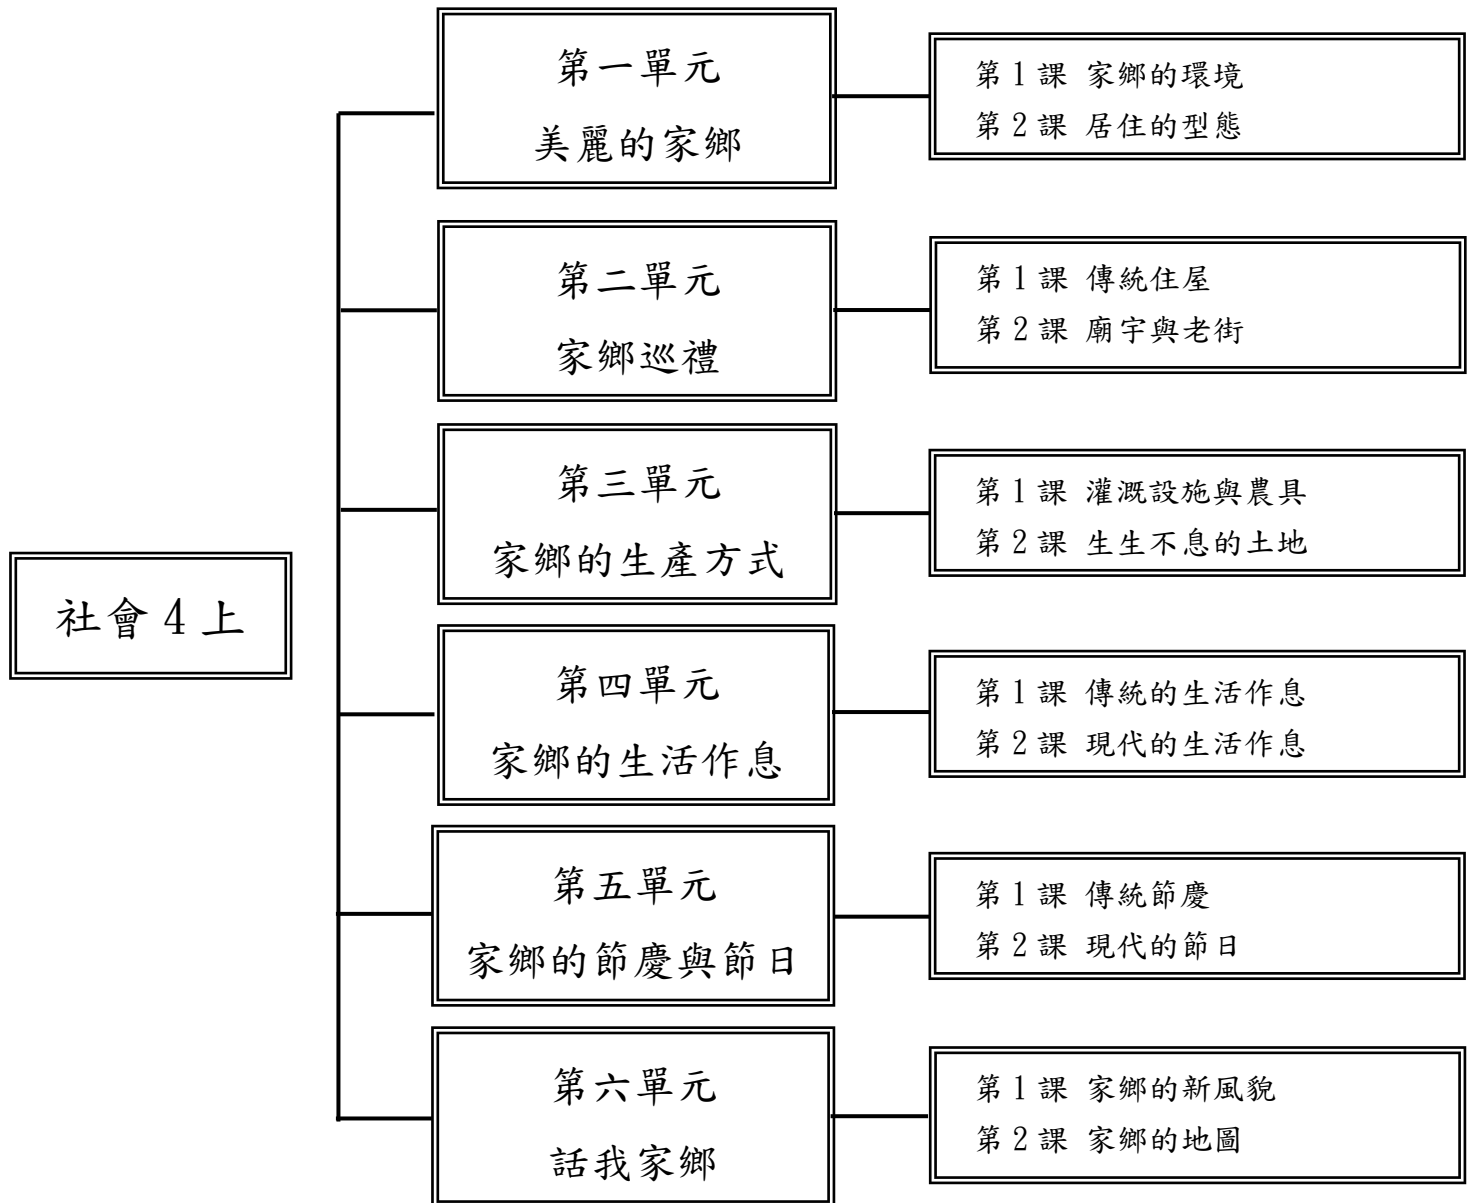 社會4上
第一單元
美麗的家鄉
第1課 家鄉的環境
第2課 居住的型態
第二單元
家鄉巡禮
第1課 傳統住屋
第2課 廟宇與老街
第三單元
家鄉的生產方式
第1課 灌溉設施與農具
第2課 生生不息的土地
第四單元
家鄉的生活作息
第1課 傳統的生活作息
第2課 現代的生活作息
第五單元
家鄉的節慶與節日
第1課 傳統節慶
第2課 現代的節日
第六單元
話我家鄉
第1課 家鄉的新風貌
第2課 家鄉的地圖